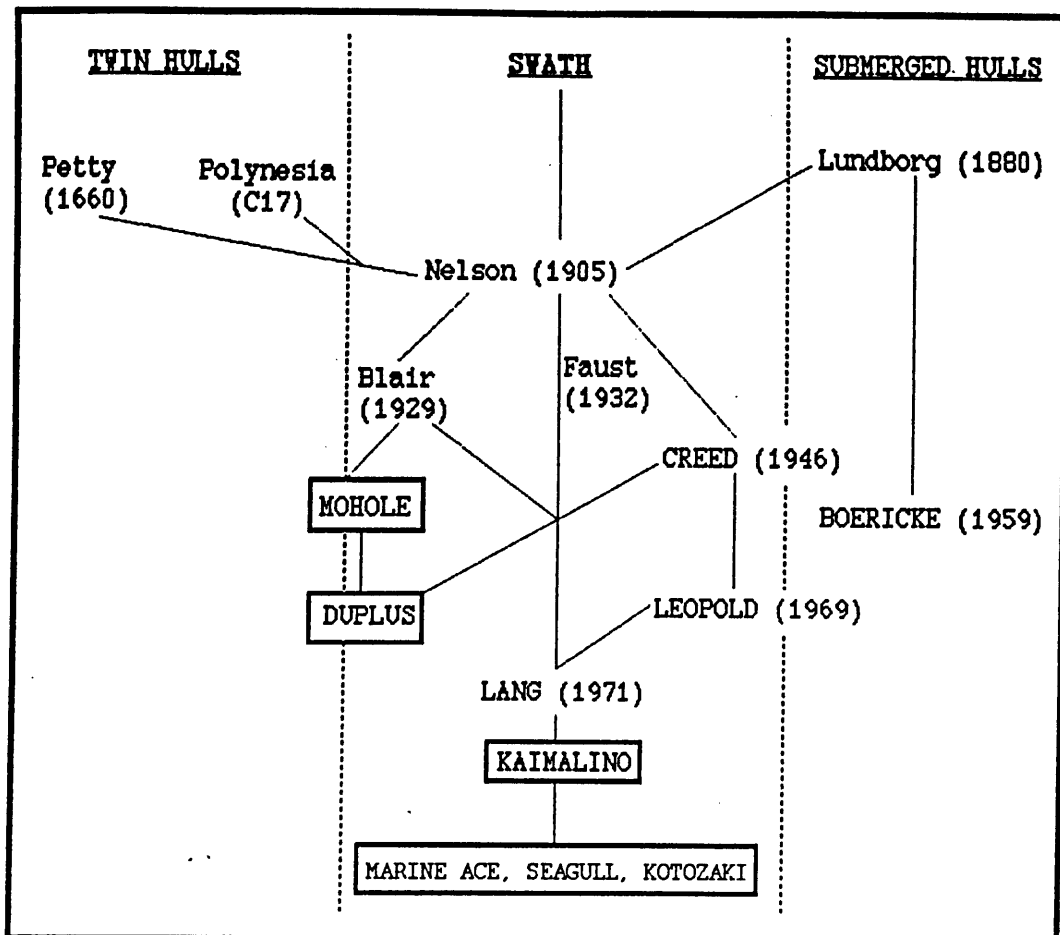 TWIN HULLS
SWATH
SUBMERGED HULLS
Petty
(1660)
Polynesia
(C17)
Lundborg (1880)
Nelson (1905)
Blair
(1929)
Faust
(1932)
CREED (1946)
MOHOLE
BOERICKE (1959)
DUPLUS
LEOPOLD (1969)
LANG (1971)
KAIMALINO
MARINE ACE, SEAGULL, KOTOZAKI